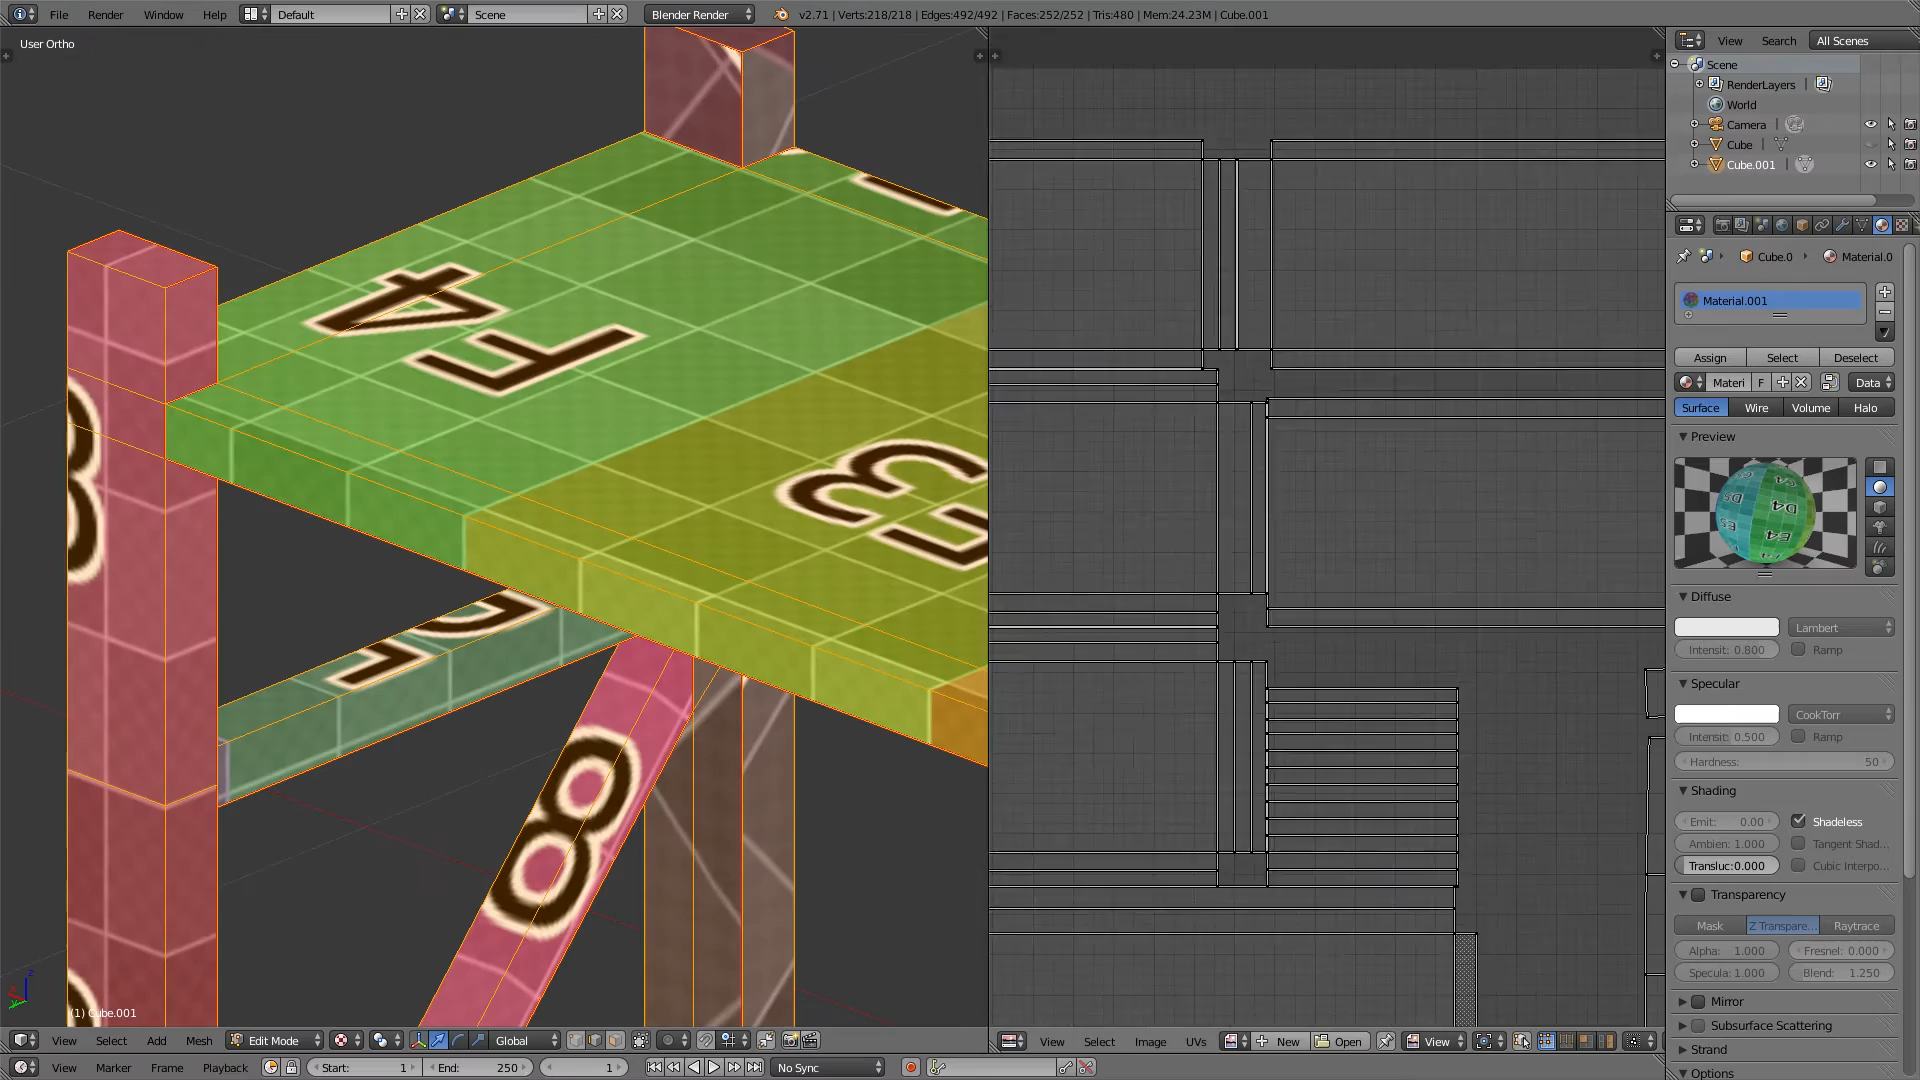 File Render Window Help Default Scene Blender Render v2.71 | Verts:218/218 | Edges:492/492 | Faces:252/252 | Tris:480 | Mem:24.23M | Cube.001
User Ortho
View Search All Scenes
Scene
RenderLayers
World
Camera
Cube
Cube.001
Cube.0 Material.0
Material.001
Assign Select Deselect
Materi F Data
Surface Wire Volume Halo
Preview
D4
E4
Diffuse
Lambert
Intensit: 0.800 Ramp
Specular
CookTorr
Intensit: 0.500 Ramp
Hardness: 50
Shading
Emit: 0.00 Shadeless
Ambien: 1.000 Tangent Shad...
Transluc:0.000 Cubic Interpo...
Transparency
Mask Z Transpare... Raytrace
Alpha: 1.000 Fresnel: 0.000
Specula: 1.000 Blend: 1.250
Mirror
Subsurface Scattering
Strand
Options
4
F
3
8
(1) Cube.001
View Select Add Mesh Edit Mode Global
View Select Image UVs New Open View
View Marker Frame Playback Start: 1 End: 250 1 No Sync